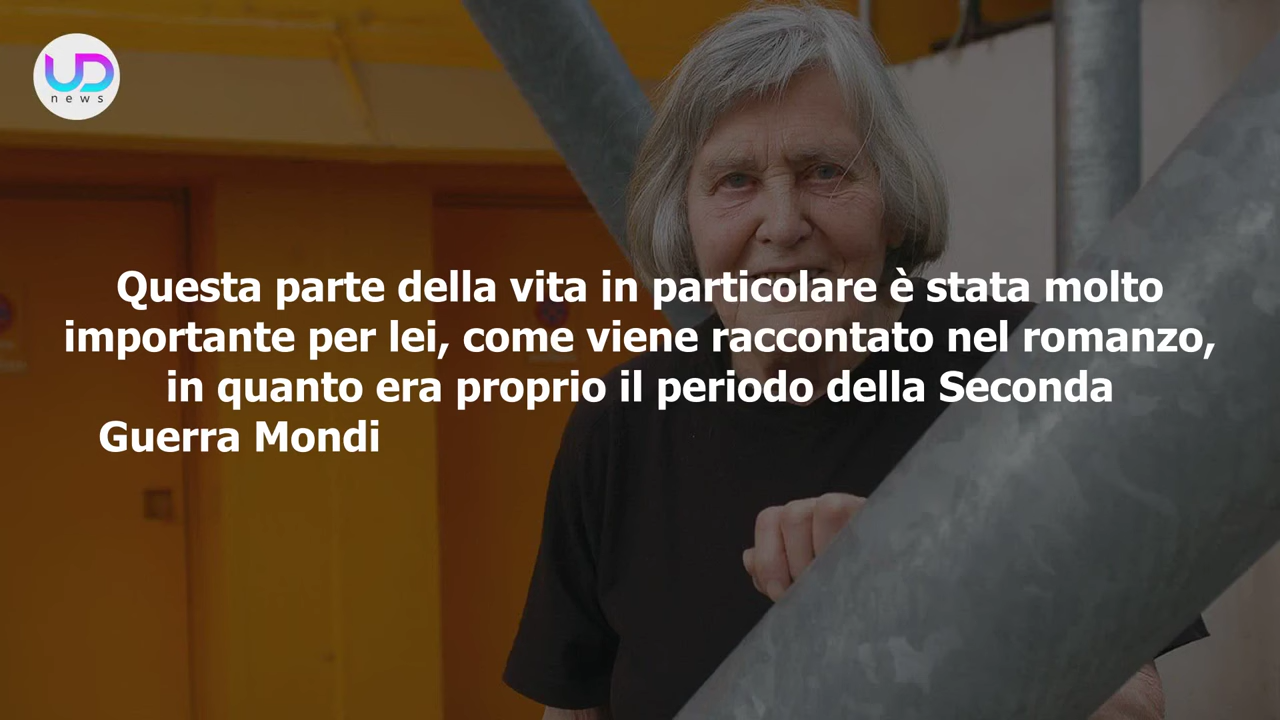 UD
news
Questa parte della vita in particolare è stata molto
importante per lei, come viene raccontato nel romanzo,
in quanto era proprio il periodo della Seconda
Guerra Mondi